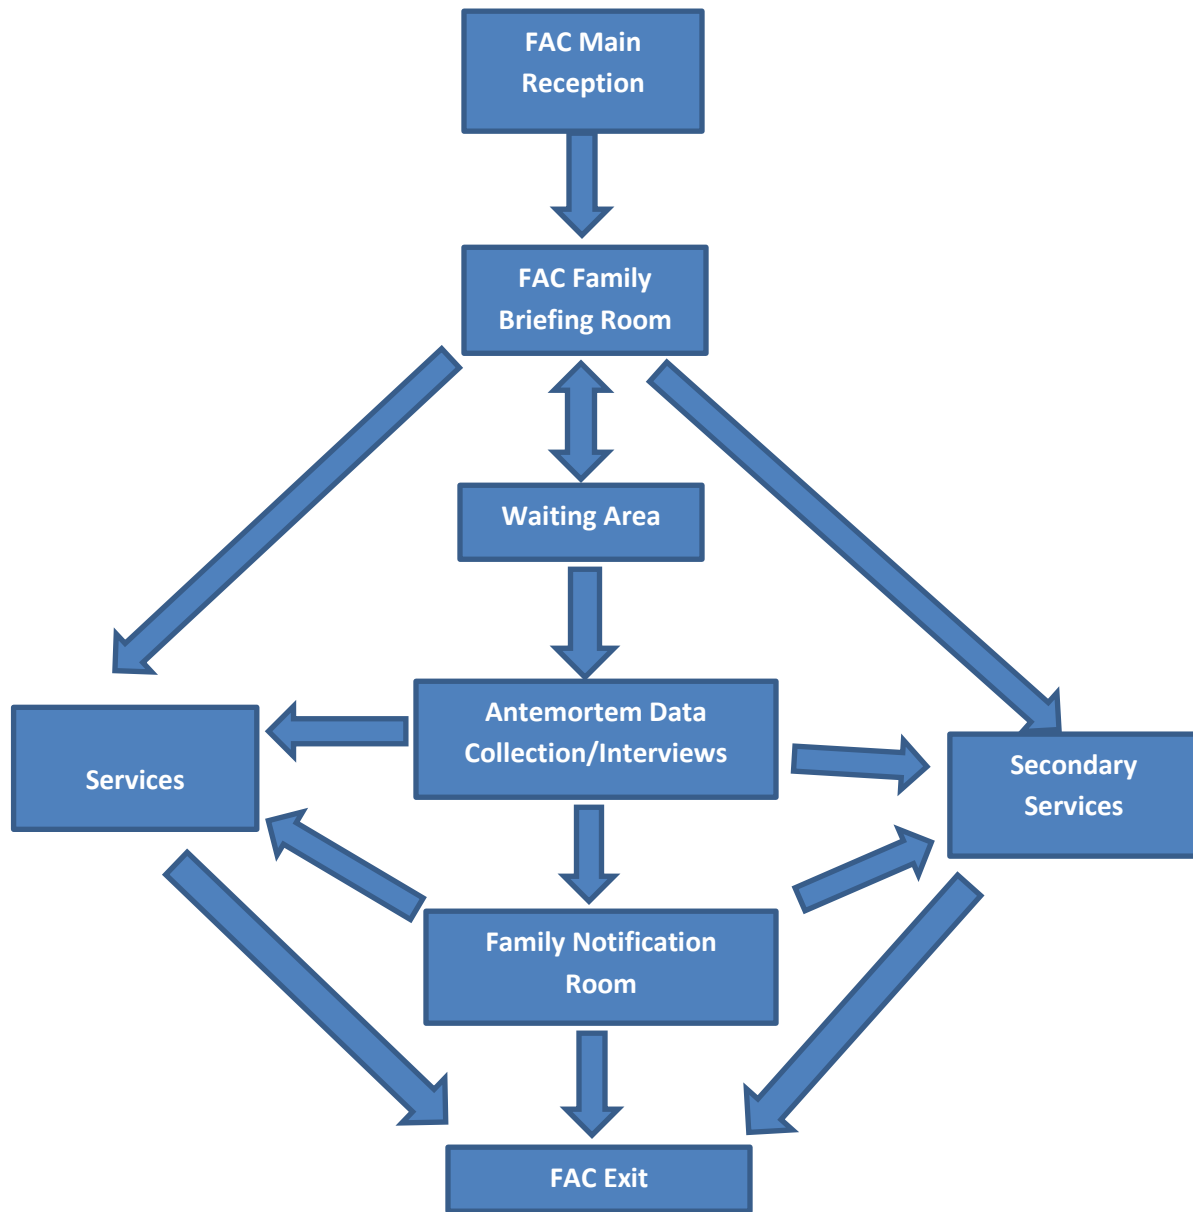 FAC Main
Reception
FAC Family
Briefing Room
Waiting Area
Antemortem Data
Collection/Interviews
Services
Secondary
Services
Family Notification
Room
FAC Exit